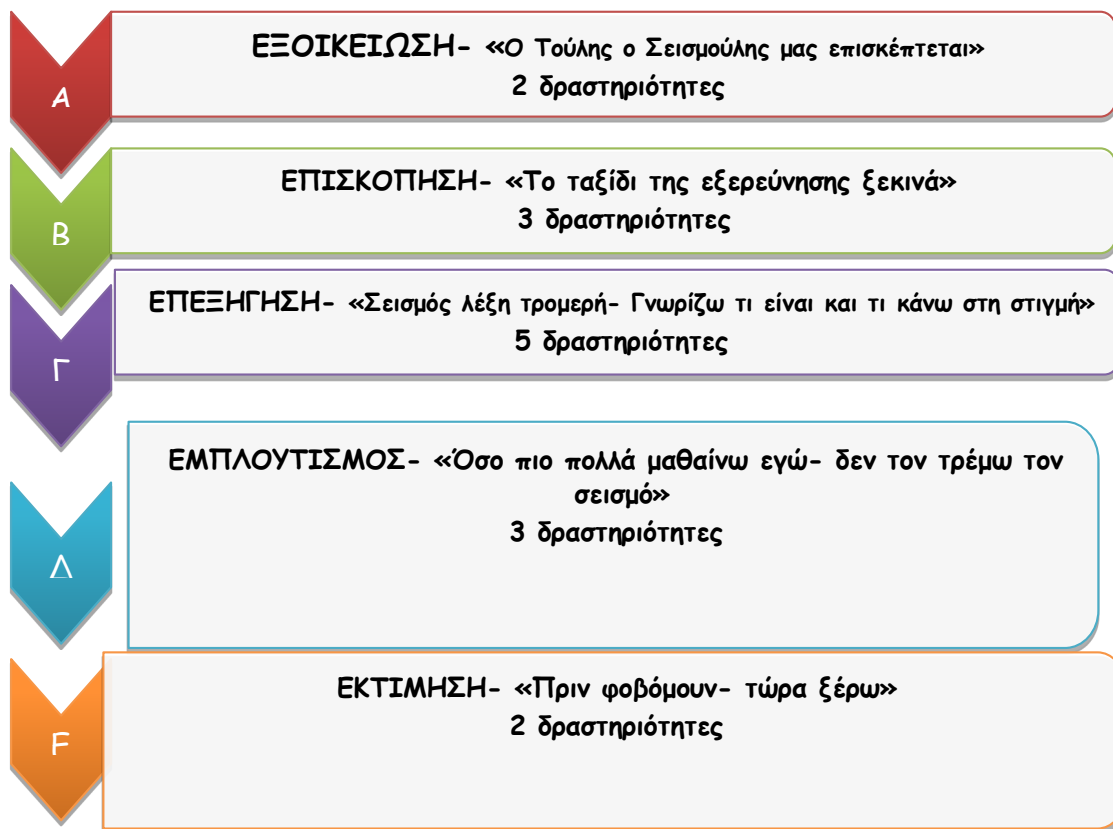 Α
ΕΞΟΙΚΕΙΩΣΗ- «Ο Τούλης ο Σεισμούλης μας επισκέπτεται»
2 δραστηριότητες
Β
ΕΠΙΣΚΟΠΗΣΗ- «Το ταξίδι της εξερεύνησης ξεκινά»
3 δραστηριότητες
Γ
ΕΠΕΞΗΓΗΣΗ- «Σεισμός λέξη τρομερή- Γνωρίζω τι είναι και τι κάνω στη στιγμή»
5 δραστηριότητες
Δ
ΕΜΠΛΟΥΤΙΣΜΟΣ- «Όσο πιο πολλά μαθαίνω εγώ- δεν τον τρέμω τον
σεισμό»
3 δραστηριότητες
F
ΕΚΤΙΜΗΣΗ- «Πριν φοβόμουν- τώρα ξέρω»
2 δραστηριότητες